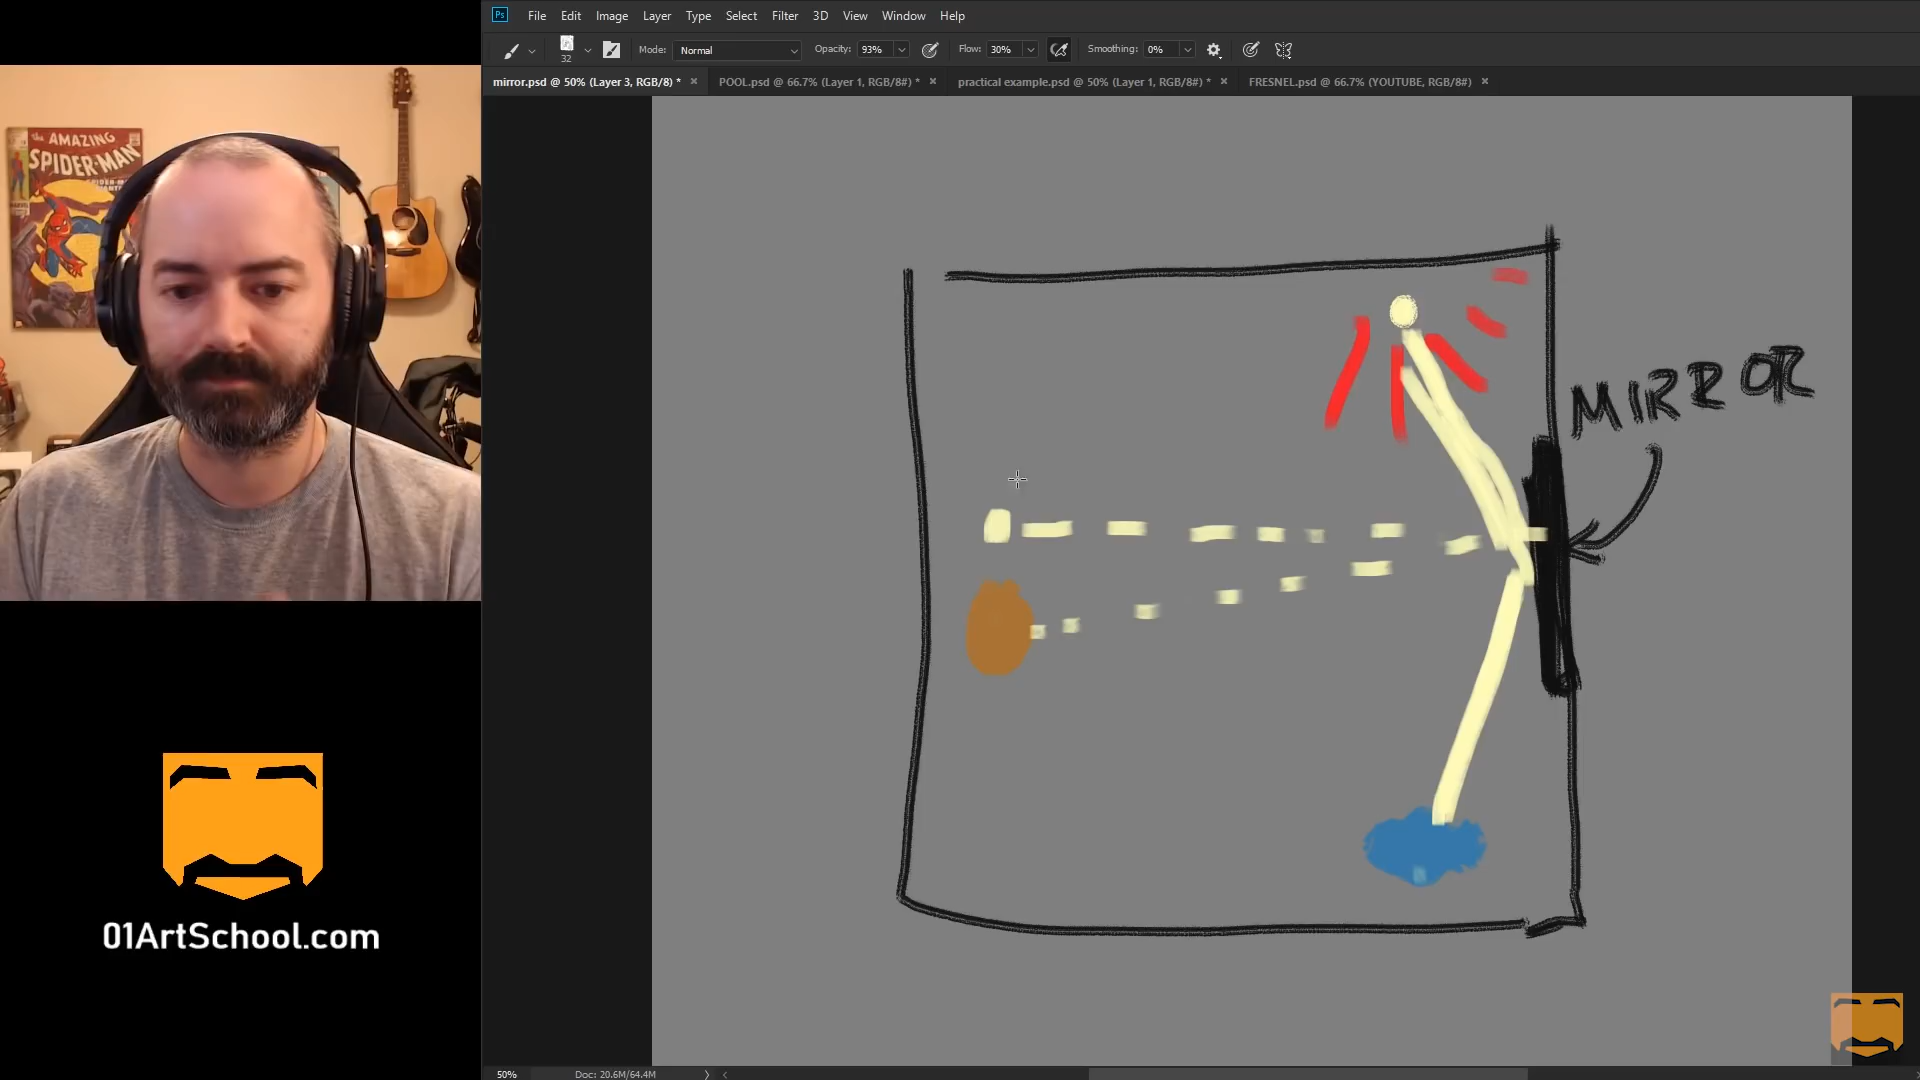 File Edit Image Layer Type Select Filter 3D View Window Help
32 Mode: Normal Opacity: 93% Flow: 30% Smoothing: 0%
mirror.psd @ 50% (Layer 3, RGB/8) * × POOL.psd @ 66.7% (Layer 1, RGB/8#) * × practical example.psd @ 50% (Layer 1, RGB/8#) * × FRESNEL.psd @ 66.7% (YOUTUBE, RGB/8#) ×
Ps
the AMAZING
SPIDER-MAN
MIRROR
01ArtSchool.com
50% Doc: 20.6M/64.4M